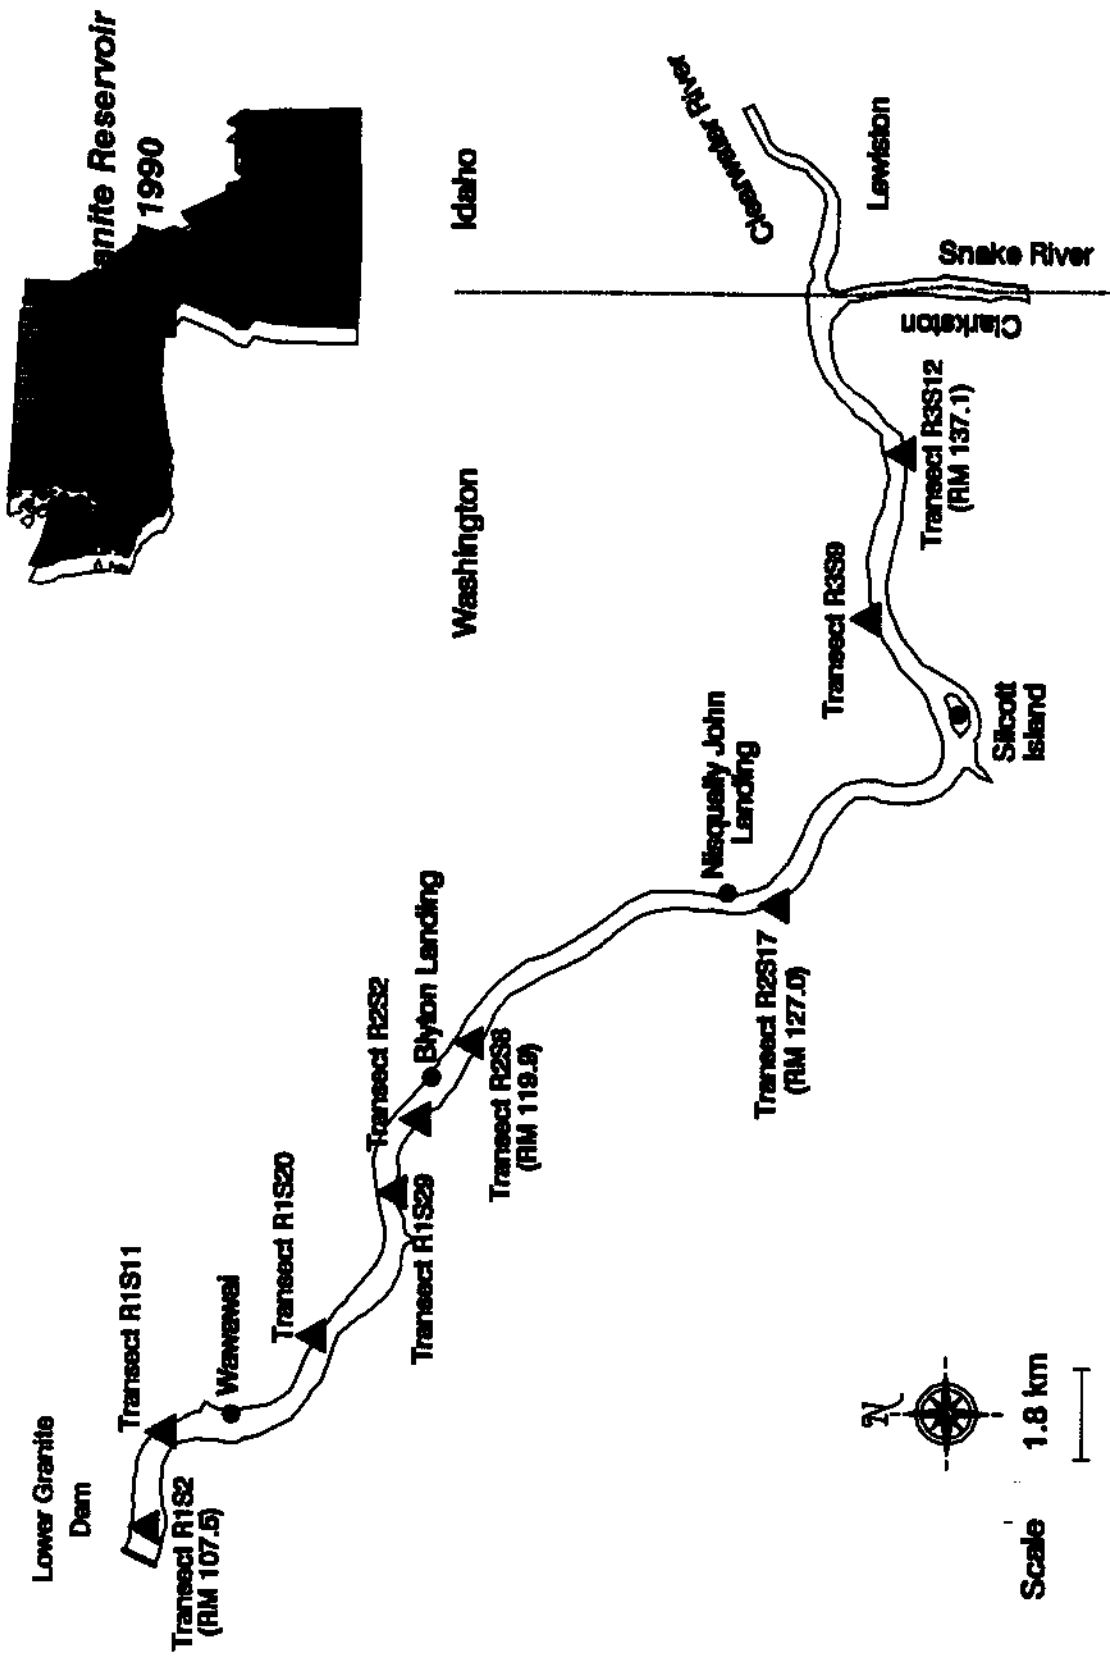 anite Reservoir
1990
Idaho
Washington
Clearwater River
Lewiston
Snake River
Clarkston
Transect R3S12
(RM 137.1)
Transect R3S9
Silcott
Island
Nisqually John
Landing
Transect R2S17
(RM 127.0)
Blyton Landing
Transect R2S2
Transect R2S8
(RM 119.9)
Transect R1S29
Transect R1S20
Wawawai
Transect R1S11
Lower Granite
Dam
Transect R1S2
(RM 107.5)
N
Scale 1.8 km